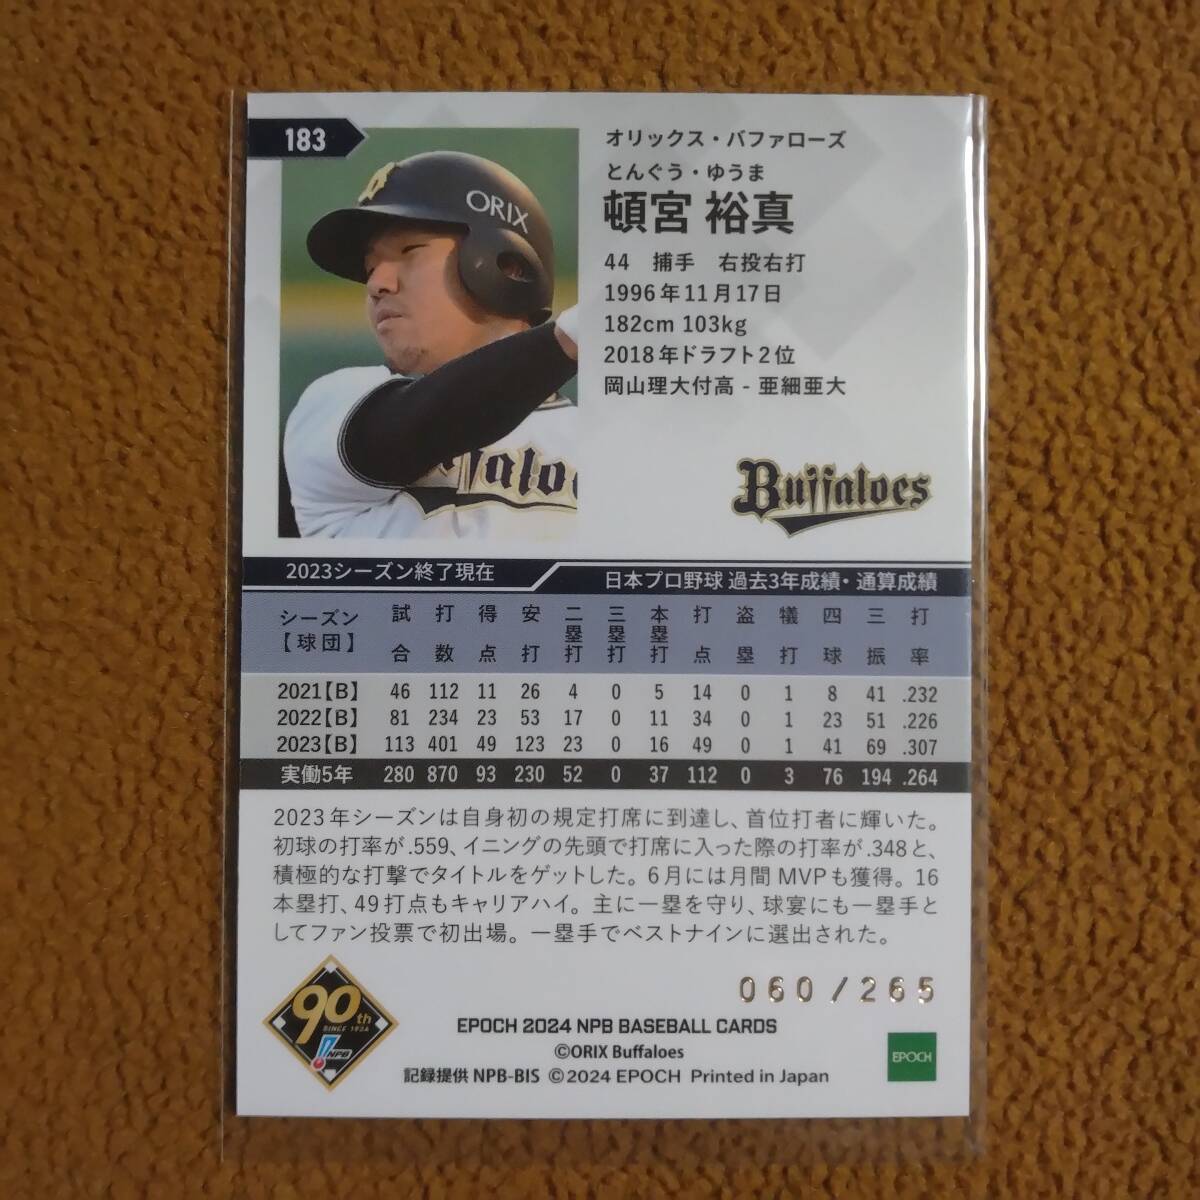 183
オリックス・バファローズ
とんぐう・ゆうま
頓宮 裕真
44 捕手 右投右打
1996年11月17日
182cm 103kg
2018年ドラフト2位
岡山理大付高 - 亜細亜大
ORIX
Buffaloes
2023シーズン終了現在
日本プロ野球 過去3年成績・通算成績
シーズン【球団】 試合 打数 得点 安打 二塁打 三塁打 本塁打 打点 盗塁 犠打 四球 三振 打率
2021【B】 46 112 11 26 4 0 5 14 0 1 8 41 .232
2022【B】 81 234 23 53 17 0 11 34 0 1 23 51 .226
2023【B】 113 401 49 123 23 0 16 49 0 1 41 69 .307
実働5年 280 870 93 230 52 0 37 112 0 3 76 194 .264
2023年シーズンは自身初の規定打席に到達し、首位打者に輝いた。
初球の打率が.559、イニングの先頭で打席に入った際の打率が.348と、
積極的な打撃でタイトルをゲットした。6月には月間MVPも獲得。16
本塁打、49打点もキャリアハイ。主に一塁を守り、球宴にも一塁手と
してファン投票で初出場。一塁手でベストナインに選出された。
060/265
90th
SINCE 1934
NPB
EPOCH 2024 NPB BASEBALL CARDS
©ORIX Buffaloes
記録提供 NPB-BIS ©2024 EPOCH Printed in Japan
EPOCH